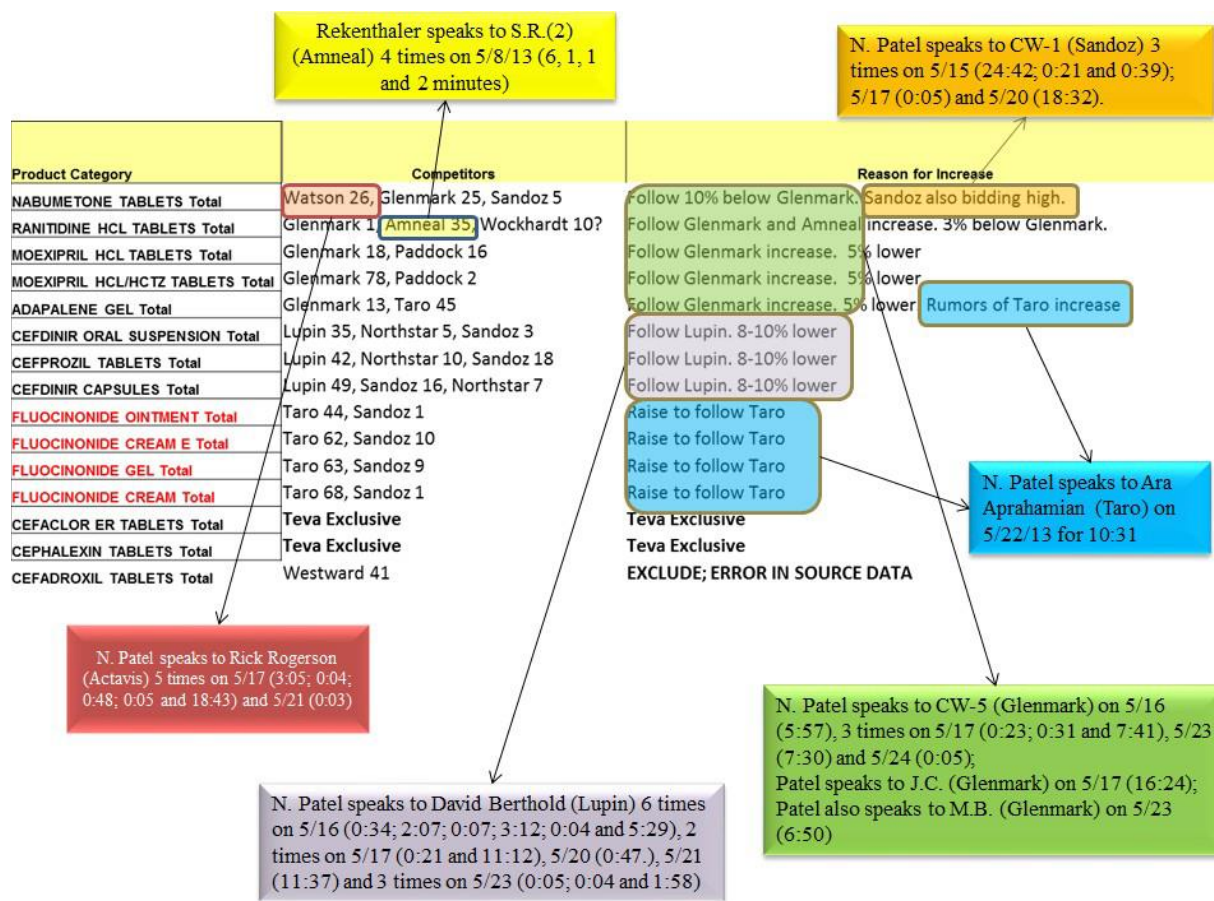 Rekenthaler speaks to S.R.(2)
(Amneal) 4 times on 5/8/13 (6, 1, 1
and 2 minutes)
N. Patel speaks to CW-1 (Sandoz) 3
times on 5/15 (24:42; 0:21 and 0:39);
5/17 (0:05) and 5/20 (18:32).
Product Category Competitors Reason for Increase
NABUMETONE TABLETS Total Watson 26, Glenmark 25, Sandoz 5 Follow 10% below Glenmark. Sandoz also bidding high.
RANITIDINE HCL TABLETS Total Glenmark 1, Amneal 35, Wockhardt 10? Follow Glenmark and Amneal increase. 3% below Glenmark.
MOEXIPRIL HCL TABLETS Total Glenmark 18, Paddock 16 Follow Glenmark increase. 5% lower
MOEXIPRIL HCL/HCTZ TABLETS Total Glenmark 78, Paddock 2 Follow Glenmark increase. 5% lower
ADAPALENE GEL Total Glenmark 13, Taro 45 Follow Glenmark increase. 5% lower Rumors of Taro increase
CEFDINIR ORAL SUSPENSION Total Lupin 35, Northstar 5, Sandoz 3 Follow Lupin. 8-10% lower
CEFPROZIL TABLETS Total Lupin 42, Northstar 10, Sandoz 18 Follow Lupin. 8-10% lower
CEFDINIR CAPSULES Total Lupin 49, Sandoz 16, Northstar 7 Follow Lupin. 8-10% lower
FLUOCINONIDE OINTMENT Total Taro 44, Sandoz 1 Raise to follow Taro
FLUOCINONIDE CREAM E Total Taro 62, Sandoz 10 Raise to follow Taro
FLUOCINONIDE GEL Total Taro 63, Sandoz 9 Raise to follow Taro
FLUOCINONIDE CREAM Total Taro 68, Sandoz 1 Raise to follow Taro
CEFACLOR ER TABLETS Total Teva Exclusive Teva Exclusive
CEPHALEXIN TABLETS Total Teva Exclusive Teva Exclusive
CEFADROXIL TABLETS Total Westward 41 EXCLUDE; ERROR IN SOURCE DATA
N. Patel speaks to Ara
Aprahamian (Taro) on
5/22/13 for 10:31
N. Patel speaks to Rick Rogerson
(Actavis) 5 times on 5/17 (3:05; 0:04;
0:48; 0:05 and 18:43) and 5/21 (0:03)
N. Patel speaks to David Berthold (Lupin) 6 times
on 5/16 (0:34; 2:07; 0:07; 3:12; 0:04 and 5:29), 2
times on 5/17 (0:21 and 11:12), 5/20 (0:47.), 5/21
(11:37) and 3 times on 5/23 (0:05; 0:04 and 1:58)
N. Patel speaks to CW-5 (Glenmark) on 5/16
(5:57), 3 times on 5/17 (0:23; 0:31 and 7:41), 5/23
(7:30) and 5/24 (0:05);
Patel speaks to J.C. (Glenmark) on 5/17 (16:24);
Patel also speaks to M.B. (Glenmark) on 5/23
(6:50)